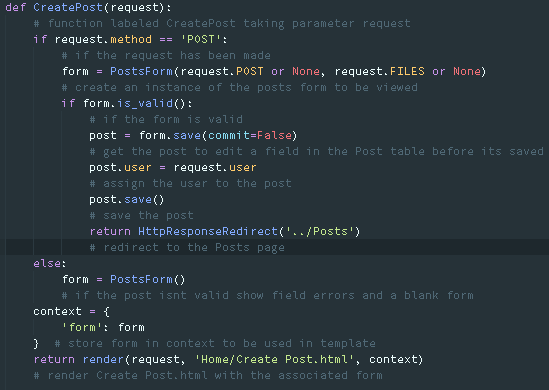 def CreatePost(request):
    # function labeled CreatePost taking parameter request
    if request.method == 'POST':
        # if the request has been made
        form = PostsForm(request.POST or None, request.FILES or None)
        # create an instance of the posts form to be viewed
        if form.is_valid():
            # if the form is valid
            post = form.save(commit=False)
            # get the post to edit a field in the Post table before its saved
            post.user = request.user
            # assign the user to the post
            post.save()
            # save the post
            return HttpResponseRedirect('../Posts')
            # redirect to the Posts page
    else:
        form = PostsForm()
        # if the post isnt valid show field errors and a blank form
    context = {
        'form': form
    }  # store form in context to be used in template
    return render(request, 'Home/Create Post.html', context)
    # render Create Post.html with the associated form